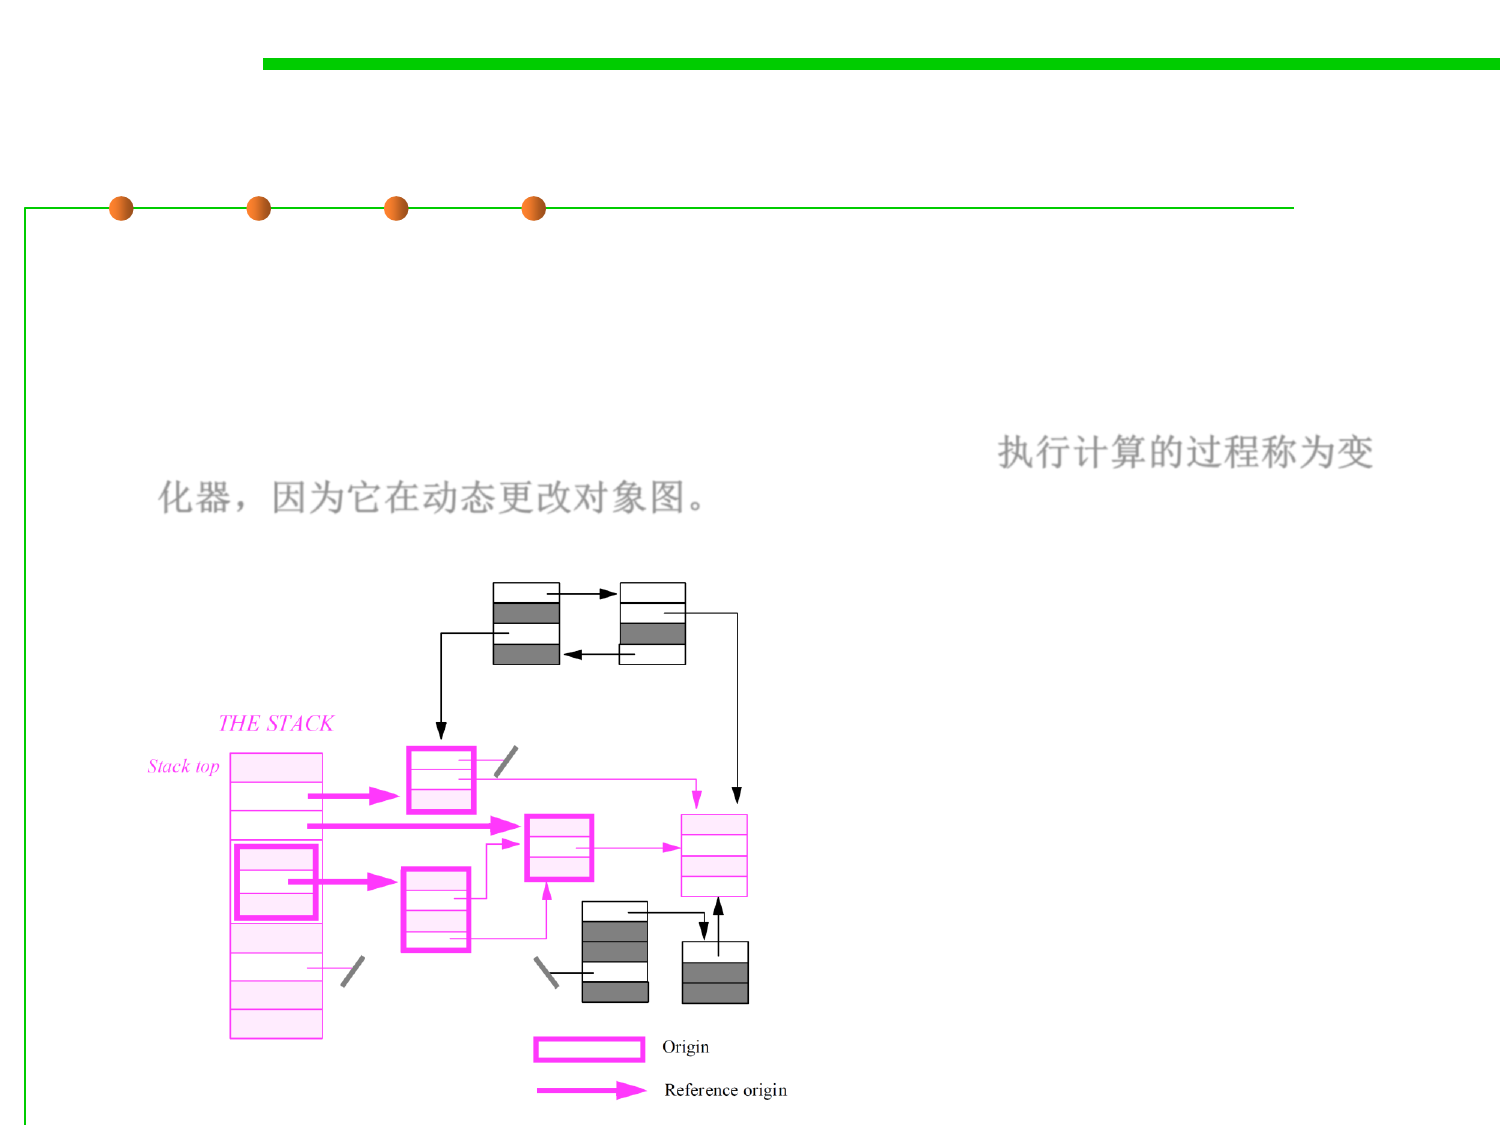 执行计算的过程称为变
化器，因为它在动态更改对象图。
THE STACK
Stack top
Origin
Reference origin